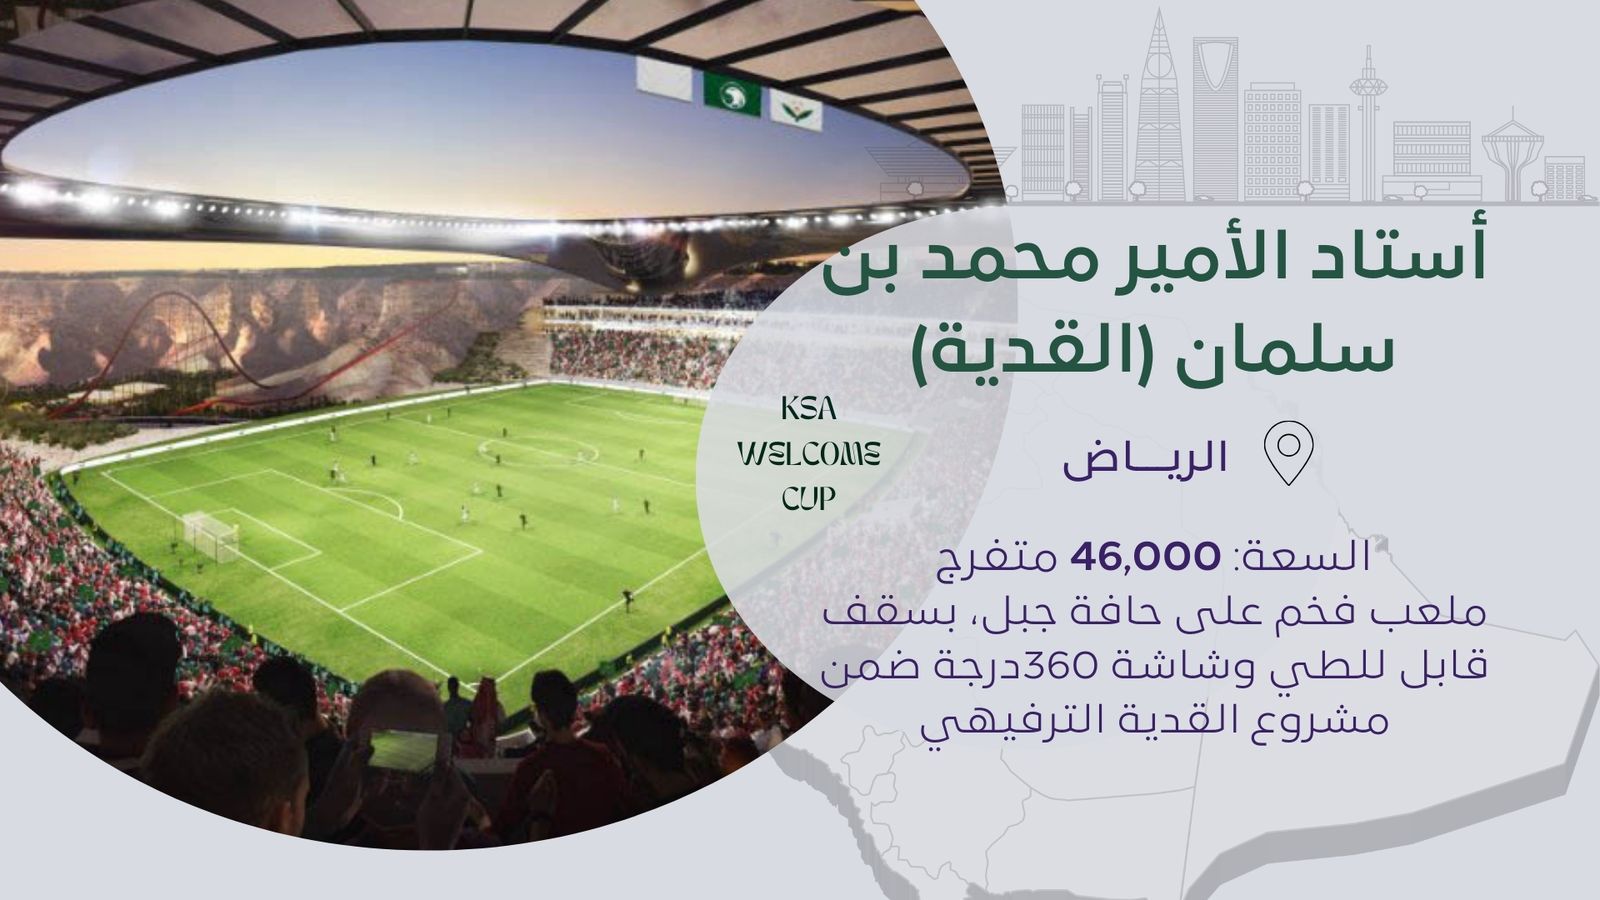 أستاد الأمير محمد بن
سلمان (القدية)
الريـــاض
KSA
WELCOME
CUP
السعة: 46,000 متفرج
ملعب فخم على حافة جبل، بسقف
قابل للطي وشاشة 360درجة ضمن
مشروع القدية الترفيهي